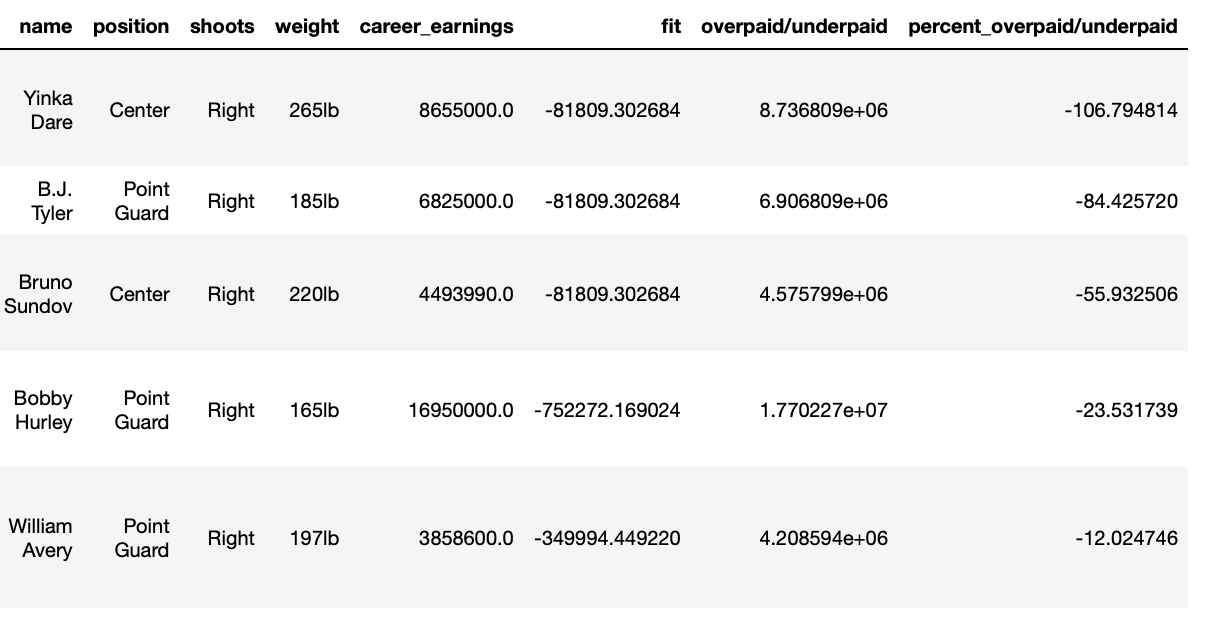 name position shoots weight career_earnings fit overpaid/underpaid percent_overpaid/underpaid
Yinka
Dare Center Right 265lb 8655000.0 -81809.302684 8.736809e+06 -106.794814
B.J.
Tyler Point
Guard Right 185lb 6825000.0 -81809.302684 6.906809e+06 -84.425720
Bruno
Sundov Center Right 220lb 4493990.0 -81809.302684 4.575799e+06 -55.932506
Bobby
Hurley Point
Guard Right 165lb 16950000.0 -752272.169024 1.770227e+07 -23.531739
William
Avery Point
Guard Right 197lb 3858600.0 -349994.449220 4.208594e+06 -12.024746